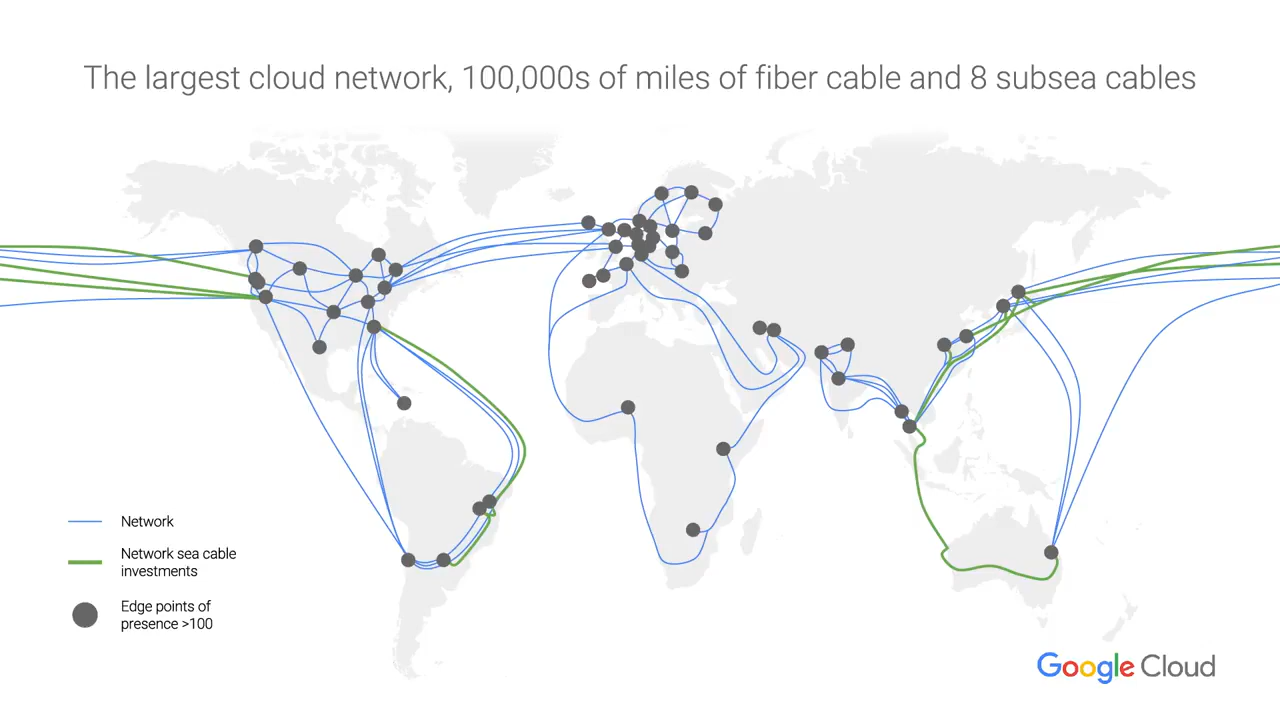 The largest cloud network, 100,000s of miles of fiber cable and 8 subsea cables
Network
Network sea cable
investments
Edge points of
presence >100
Google Cloud